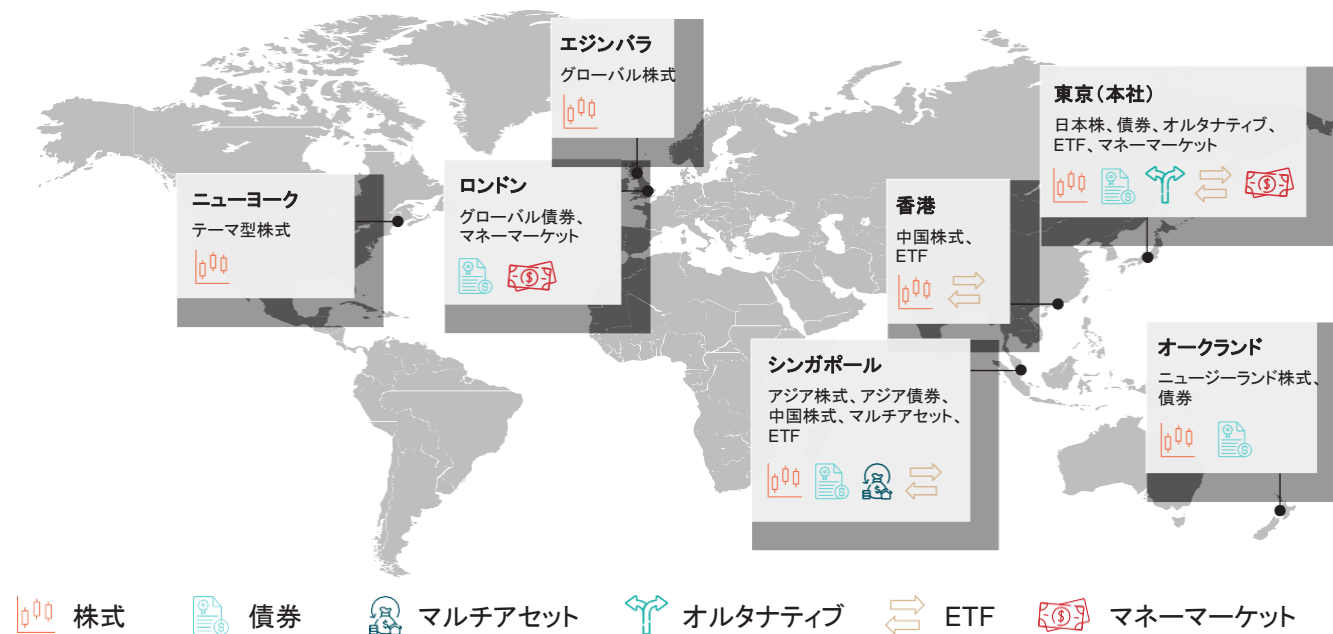 エジンバラ
グローバル株式
東京（本社）
日本株、債券、オルタナティブ、
ETF、マネーマーケット
ニューヨーク
テーマ型株式
ロンドン
グローバル債券、
マネーマーケット
香港
中国株式、
ETF
シンガポール
アジア株式、アジア債券、
中国株式、マルチアセット、
ETF
オークランド
ニュージーランド株式、
債券
株式
債券
マルチアセット
オルタナティブ
ETF
マネーマーケット